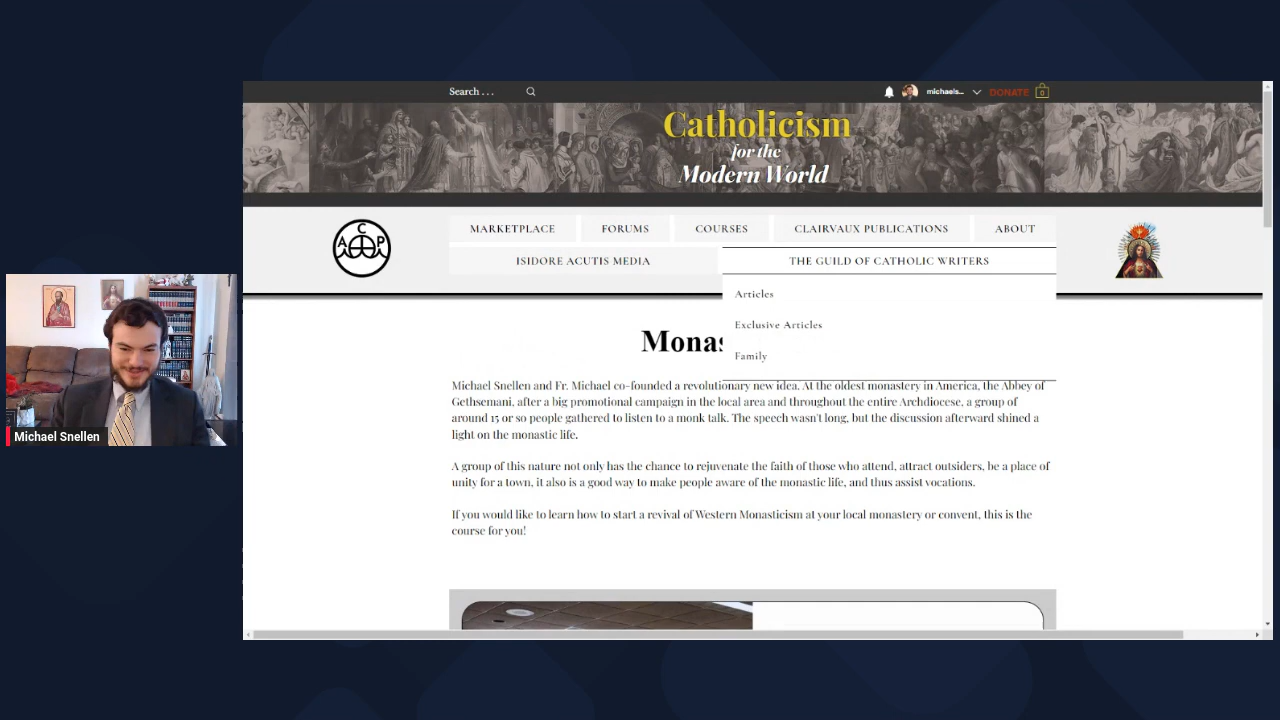 Search . . .
michaels...
DONATE
0
Catholicism
for the
Modern World
C
A P
MARKETPLACE
FORUMS
COURSES
CLAIRVAUX PUBLICATIONS
ABOUT
ISIDORE ACUTIS MEDIA
THE GUILD OF CATHOLIC WRITERS
Articles
Exclusive Articles
Family
Monas
Michael Snellen and Fr. Michael co-founded a revolutionary new idea. At the oldest monastery in America, the Abbey of
Gethsemani, after a big promotional campaign in the local area and throughout the entire Archdiocese, a group of
around 15 or so people gathered to listen to a monk talk. The speech wasn't long, but the discussion afterward shined a
light on the monastic life.
A group of this nature not only has the chance to rejuvenate the faith of those who attend, attract outsiders, be a place of
unity for a town, it also is a good way to make people aware of the monastic life, and thus assist vocations.
If you would like to learn how to start a revival of Western Monasticism at your local monastery or convent, this is the
course for you!
Michael Snellen